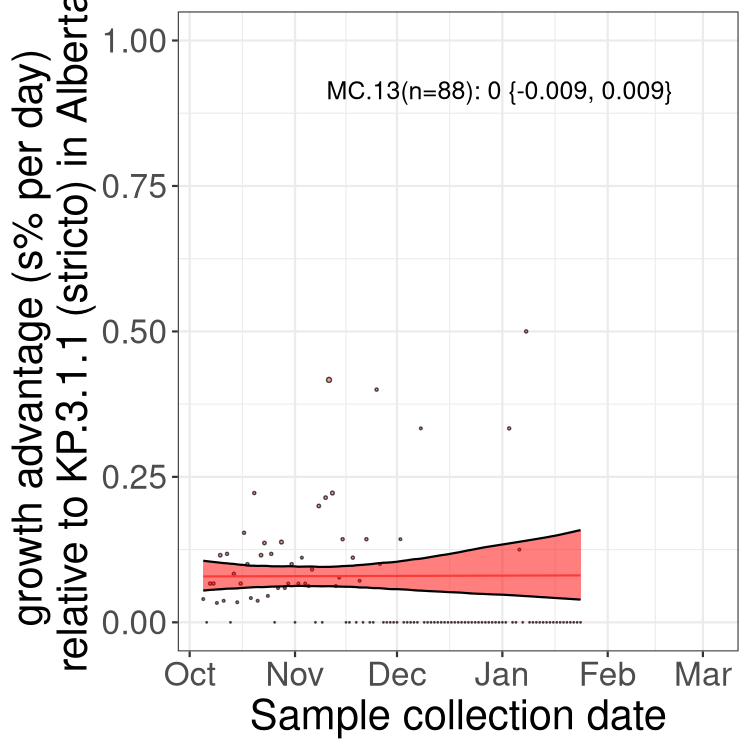 growth advantage (s% per day)
relative to KP.3.1.1 (stricto) in Alberta
1.00
0.75
0.50
0.25
0.00
MC.13(n=88): 0 {-0.009, 0.009}
Oct Nov Dec Jan Feb Mar
Sample collection date